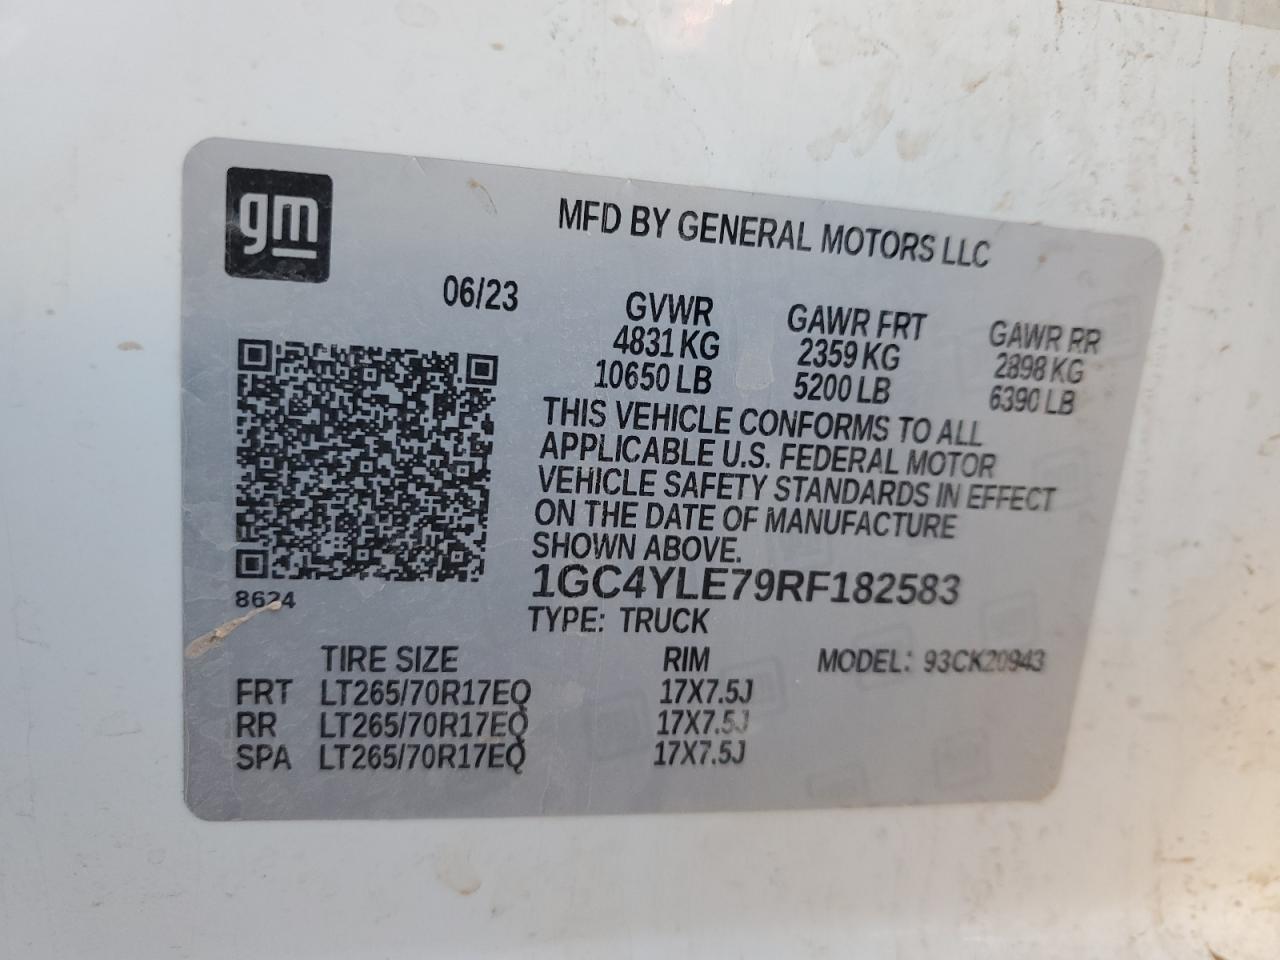 gm
MFD BY GENERAL MOTORS LLC
06/23
GVWR GAWR FRT GAWR RR
4831 KG 2359 KG 2898 KG
10650 LB 5200 LB 6390 LB
THIS VEHICLE CONFORMS TO ALL
APPLICABLE U.S. FEDERAL MOTOR
VEHICLE SAFETY STANDARDS IN EFFECT
ON THE DATE OF MANUFACTURE
SHOWN ABOVE.
1GC4YLE79RF182583
8624
TYPE: TRUCK
TIRE SIZE RIM MODEL: 93CK20943
FRT LT265/70R17EQ 17X7.5J
RR LT265/70R17EQ 17X7.5J
SPA LT265/70R17EQ 17X7.5J